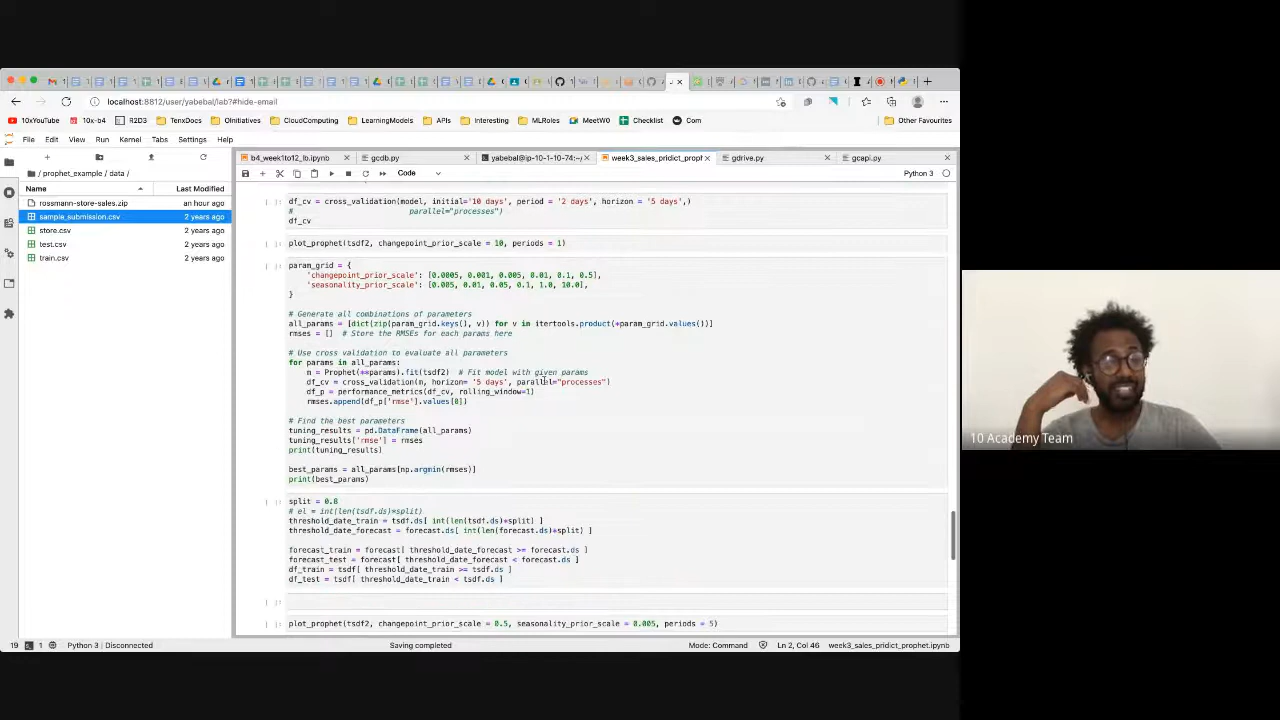 localhost:8812/user/yabebal/lab?#hide-email
10xYouTube
10x-b4
R2D3
TenxDocs
OInitiatives
CloudComputing
LearningModels
APIs
Interesting
MLRoles
MeetW0
Checklist
Com
Other Favourites
File Edit View Run Kernel Tabs Settings Help
b4_week1to12_lb.ipynb
gcdb.py
yabebal@ip-10-1-10-74: ~/
week3_sales_pridict_proph
gdrive.py
gcapi.py
Code
Python 3
/ prophet_example / data /
Name
Last Modified
rossmann-store-sales.zip an hour ago
sample_submission.csv 2 years ago
store.csv 2 years ago
test.csv 2 years ago
train.csv 2 years ago
df_cv = cross_validation(model, initial='10 days', period = '2 days', horizon = '5 days',)
# parallel="processes")
df_cv
plot_prophet(tsdf2, changepoint_prior_scale = 10, periods = 1)
param_grid = {
'changepoint_prior_scale': [0.0005, 0.001, 0.005, 0.01, 0.1, 0.5],
'seasonality_prior_scale': [0.005, 0.01, 0.05, 0.1, 1.0, 10.0],
}
# Generate all combinations of parameters
all_params = [dict(zip(param_grid.keys(), v)) for v in itertools.product(*param_grid.values())]
rmses = [] # Store the RMSEs for each params here
# Use cross validation to evaluate all parameters
for params in all_params:
m = Prophet(**params).fit(tsdf2) # Fit model with given params
df_cv = cross_validation(m, horizon= '5 days', parallel="processes")
df_p = performance_metrics(df_cv, rolling_window=1)
rmses.append(df_p['rmse'].values[0])
# Find the best parameters
tuning_results = pd.DataFrame(all_params)
tuning_results['rmse'] = rmses
print(tuning_results)
best_params = all_params[np.argmin(rmses)]
print(best_params)
split = 0.8
# el = int(len(tsdf.ds)*split)
threshold_date_train = tsdf.ds[ int(len(tsdf.ds)*split) ]
threshold_date_forecast = forecast.ds[ int(len(forecast.ds)*split) ]
forecast_train = forecast[ threshold_date_forecast >= forecast.ds ]
forecast_test = forecast[ threshold_date_forecast < forecast.ds ]
df_train = tsdf[ threshold_date_train >= tsdf.ds ]
df_test = tsdf[ threshold_date_train < tsdf.ds ]
plot_prophet(tsdf2, changepoint_prior_scale = 0.5, seasonality_prior_scale = 0.005, periods = 5)
19 1 Python 3 | Disconnected
Saving completed
Mode: Command
Ln 2, Col 46
week3_sales_pridict_prophet.ipynb
10 Academy Team